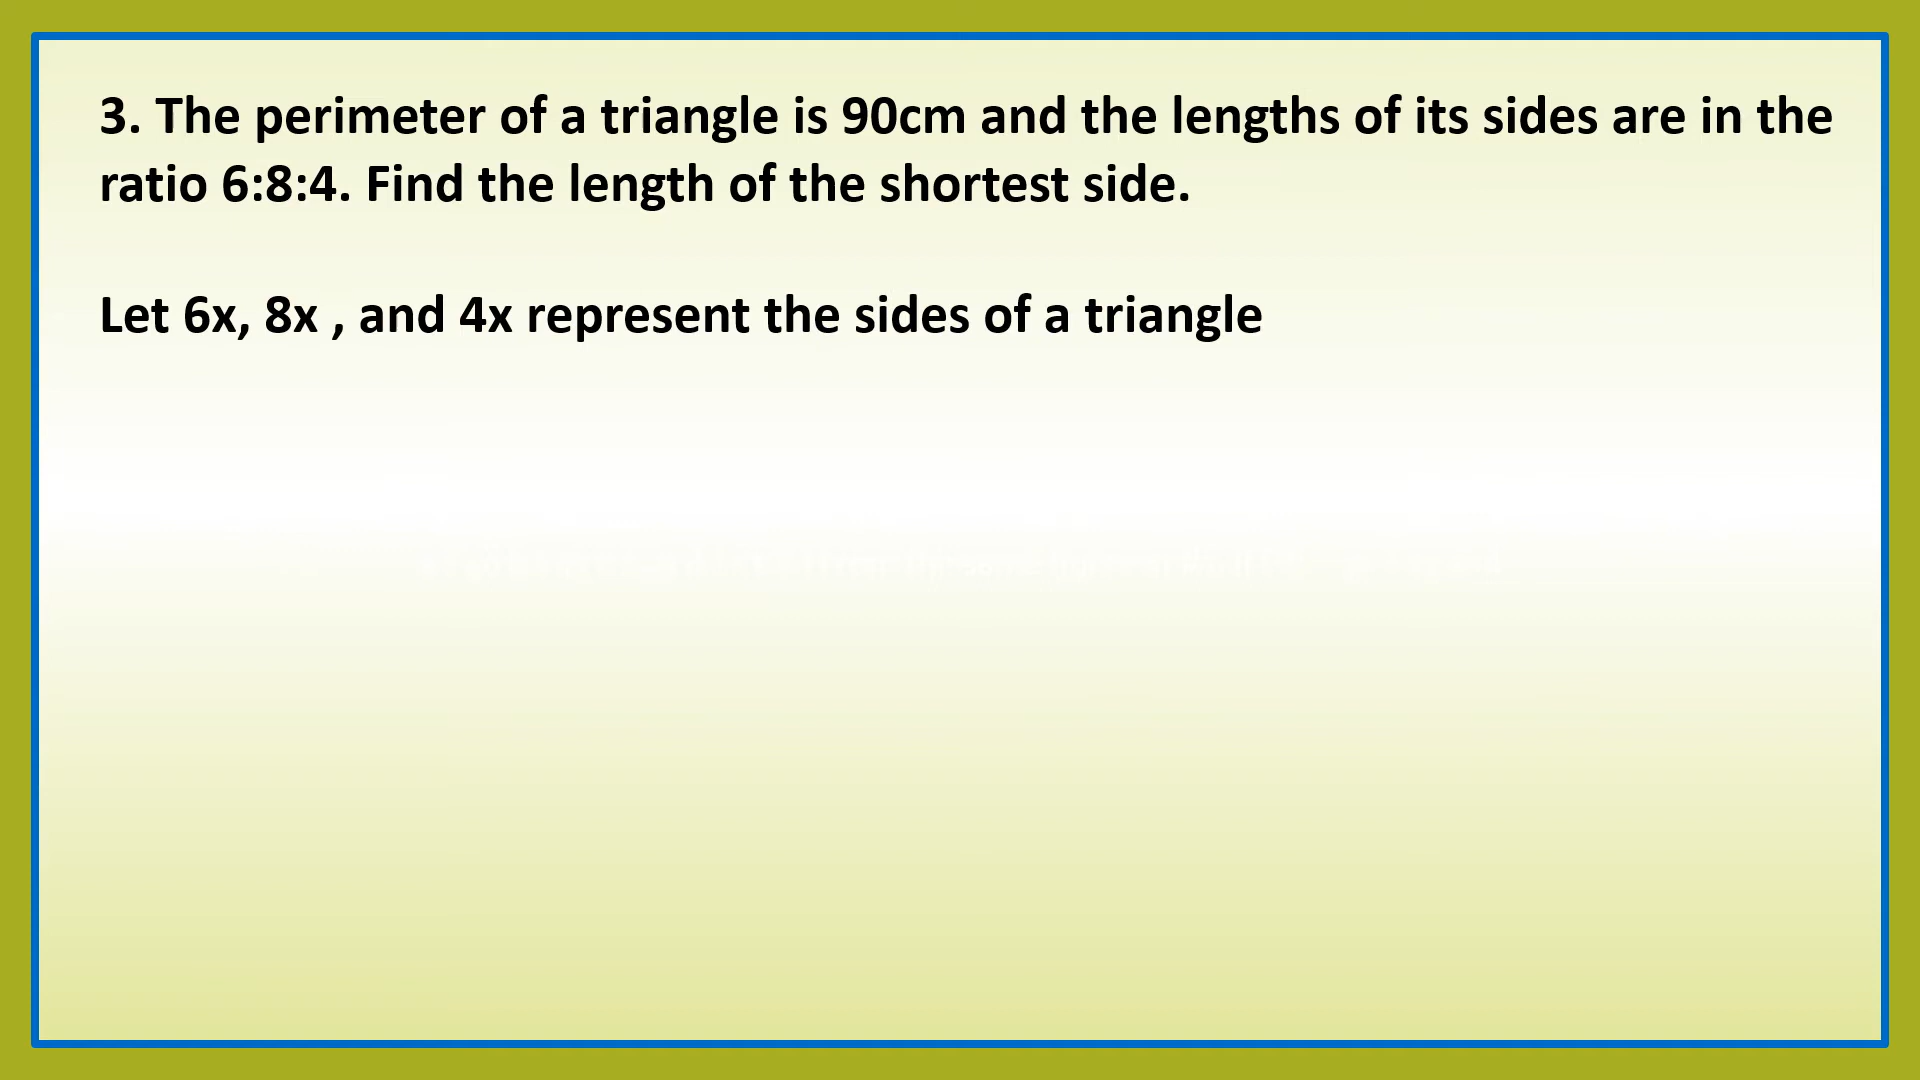 3. The perimeter of a triangle is 90cm and the lengths of its sides are in the
ratio 6:8:4. Find the length of the shortest side.
Let 6x, 8x , and 4x represent the sides of a triangle